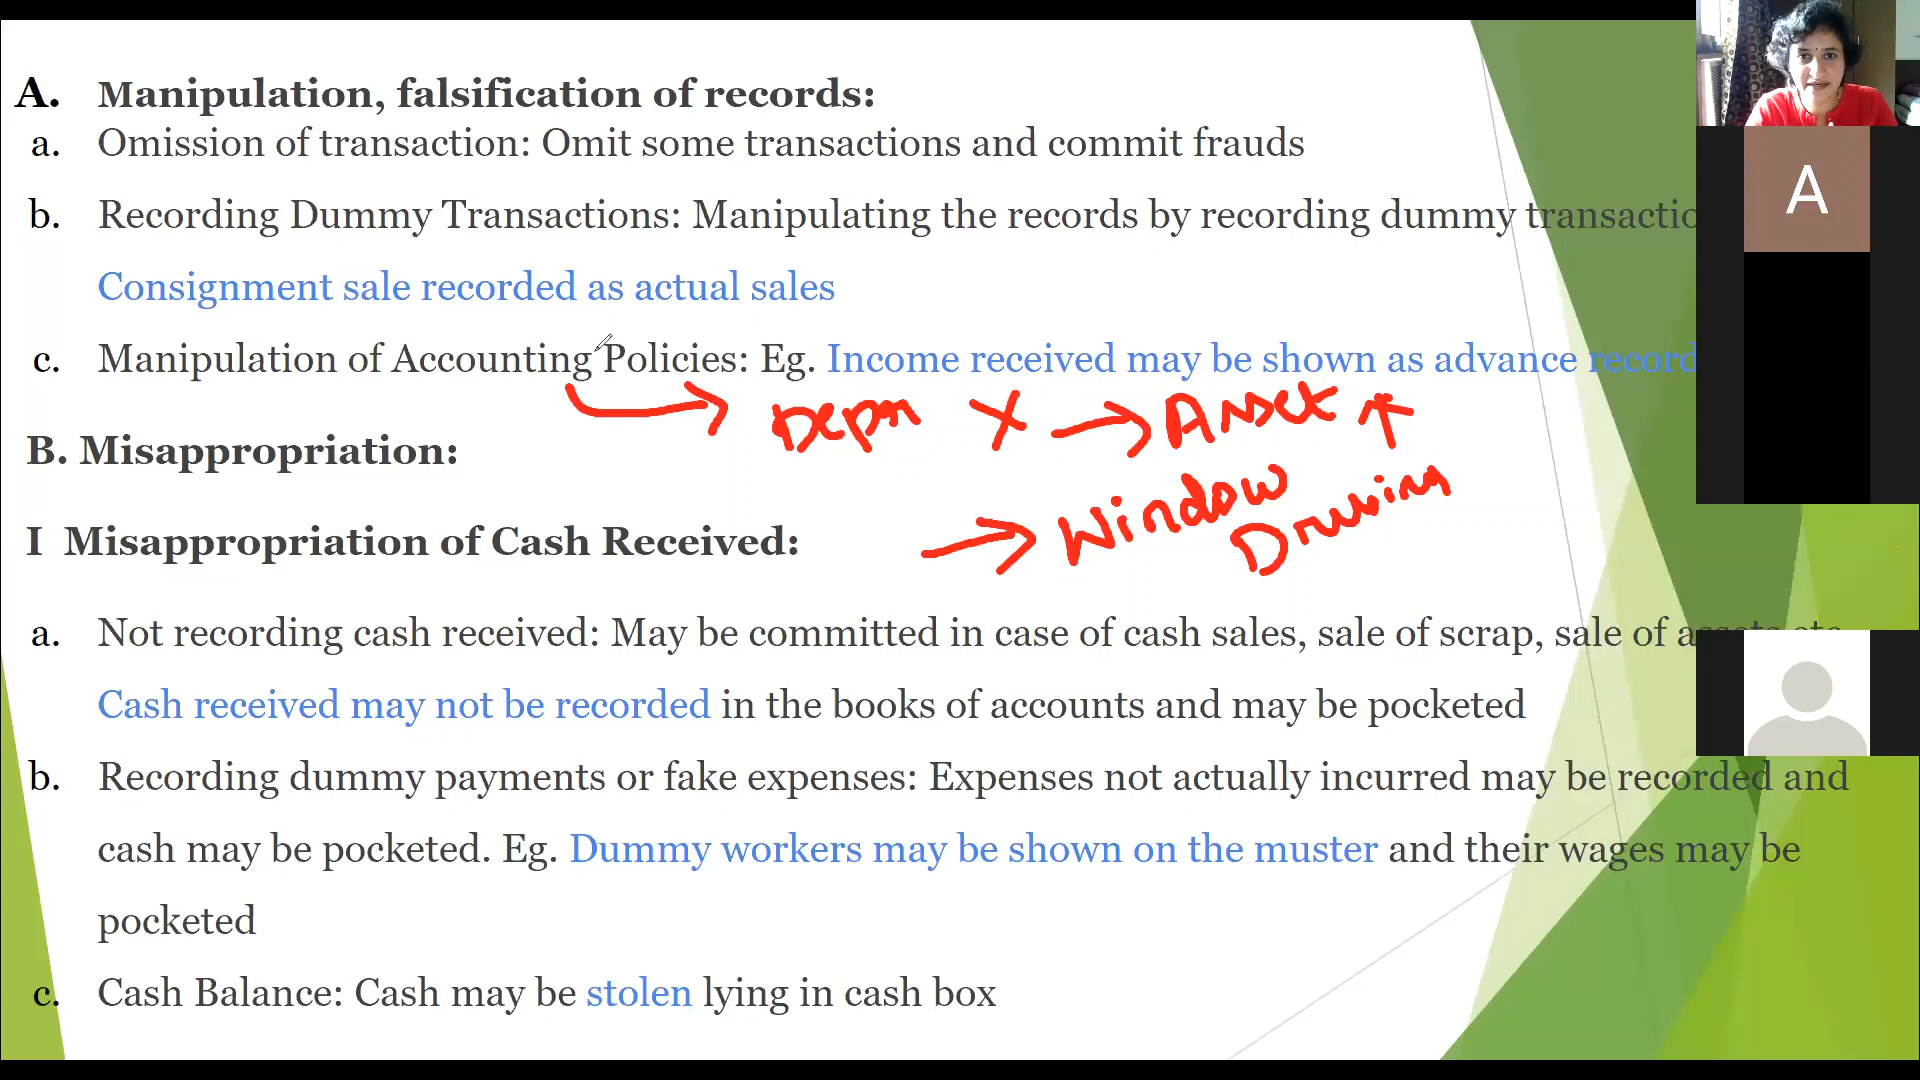 A. Manipulation, falsification of records:
a. Omission of transaction: Omit some transactions and commit frauds
b. Recording Dummy Transactions: Manipulating the records by recording dummy transactio
Consignment sale recorded as actual sales
c. Manipulation of Accounting Policies: Eg. Income received may be shown as advance record
Depn X → Asset ↑
B. Misappropriation:
Window
I Misappropriation of Cash Received:
a. Not recording cash received: May be committed in case of cash sales, sale of scrap, sale of assets etc
Cash received may not be recorded in the books of accounts and may be pocketed
b. Recording dummy payments or fake expenses: Expenses not actually incurred may be recorded and
cash may be pocketed. Eg. Dummy workers may be shown on the muster and their wages may be
pocketed
c. Cash Balance: Cash may be stolen lying in cash box
A